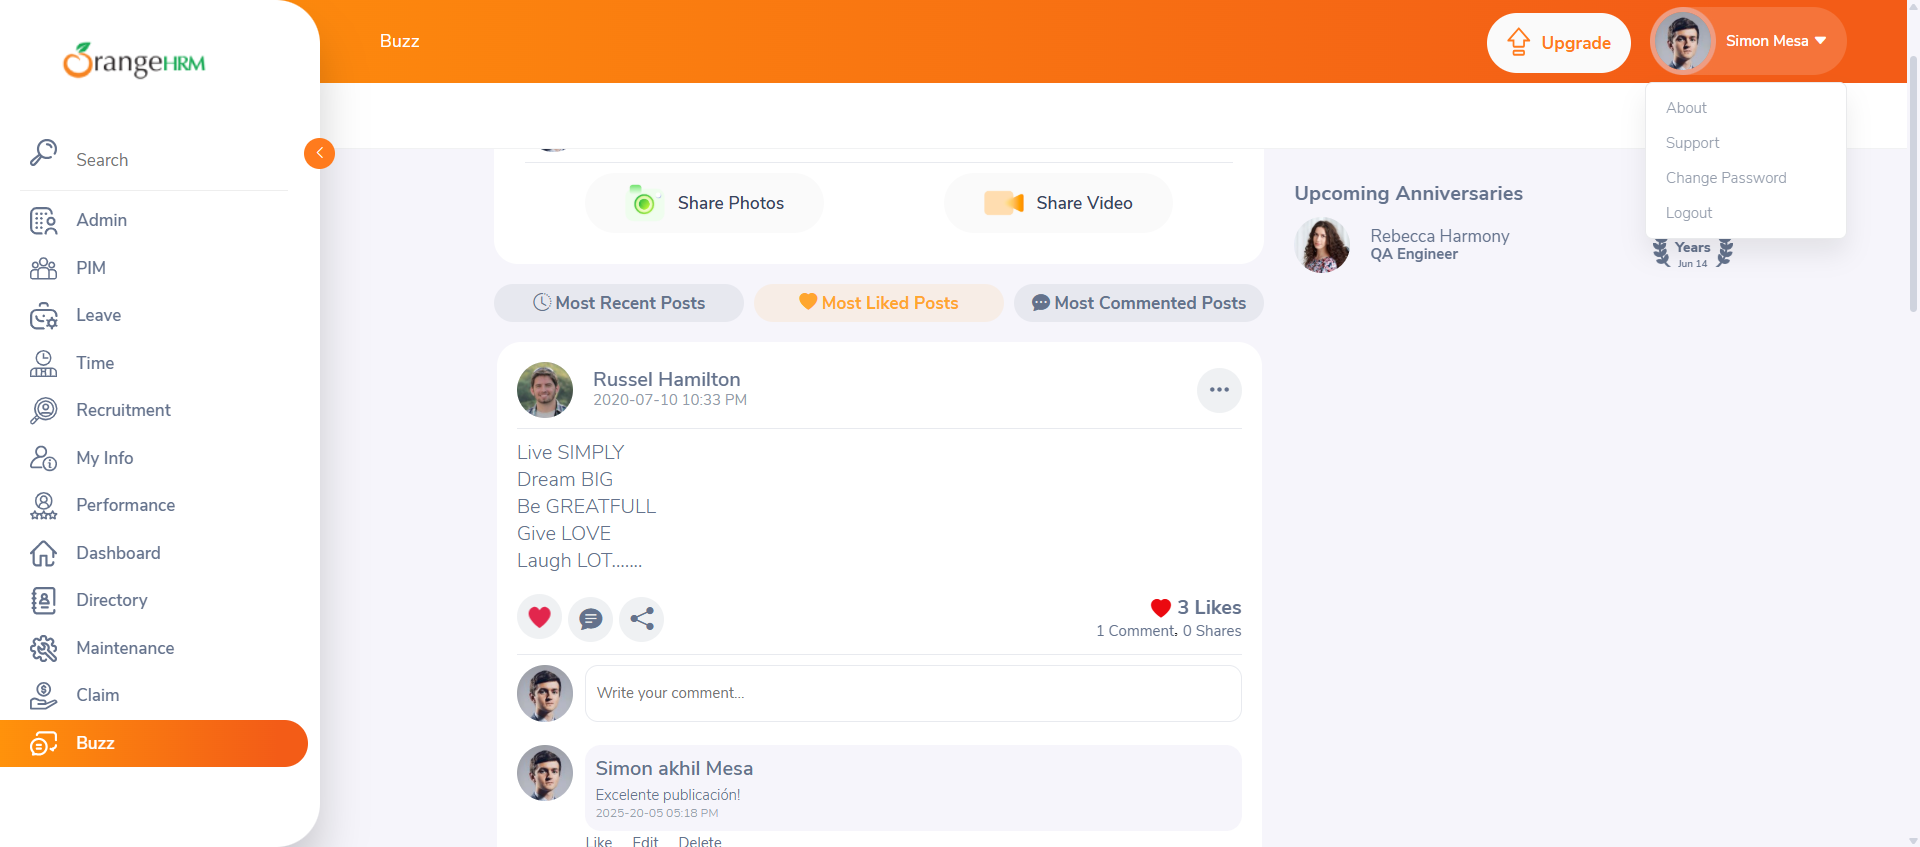 OrangeHRM
Search
Admin
PIM
Leave
Time
Recruitment
My Info
Performance
Dashboard
Directory
Maintenance
Claim
Buzz
Buzz
Upgrade
Simon Mesa
About
Support
Change Password
Logout
Share Photos
Share Video
Most Recent Posts
Most Liked Posts
Most Commented Posts
Russel Hamilton
2020-07-10 10:33 PM
Live SIMPLY
Dream BIG
Be GREATFULL
Give LOVE
Laugh LOT.......
3 Likes
1 Comment, 0 Shares
Write your comment...
Simon akhil Mesa
Excelente publicación!
2025-20-05 05:18 PM
Like Edit Delete
Upcoming Anniversaries
Rebecca Harmony
QA Engineer
Years
Jun 14